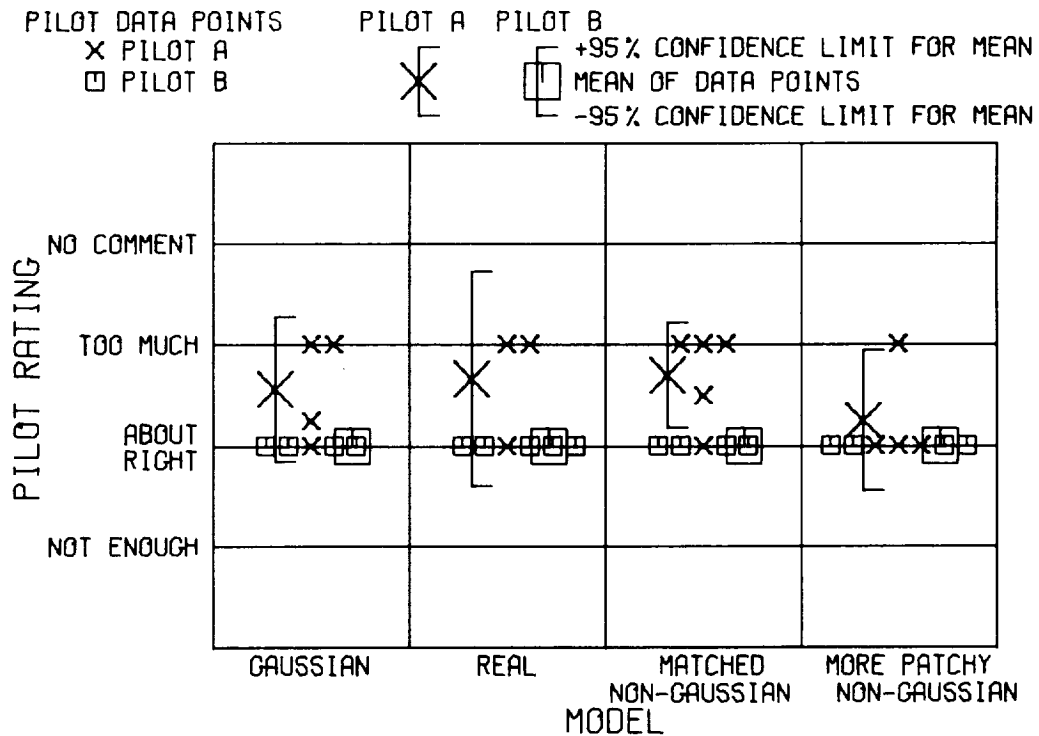 PILOT DATA POINTS
PILOT A
PILOT B
PILOT A PILOT B
+95% CONFIDENCE LIMIT FOR MEAN
MEAN OF DATA POINTS
-95% CONFIDENCE LIMIT FOR MEAN
PILOT RATING
NO COMMENT
TOO MUCH
ABOUT
RIGHT
NOT ENOUGH
GAUSSIAN
REAL
MATCHED
NON-GAUSSIAN
MORE PATCHY
NON-GAUSSIAN
MODEL